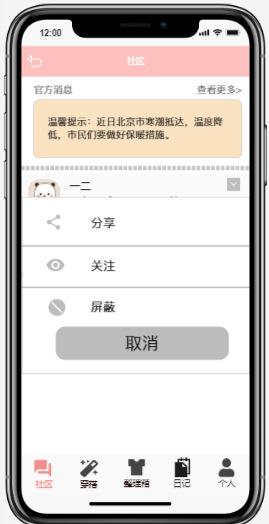 12:00
社区
官方消息 查看更多>
温馨提示：近日北京市寒潮抵达，温度降
低，市民们要做好保暖措施。
一二
分享
关注
屏蔽
取消
社区 穿搭 日记 个人